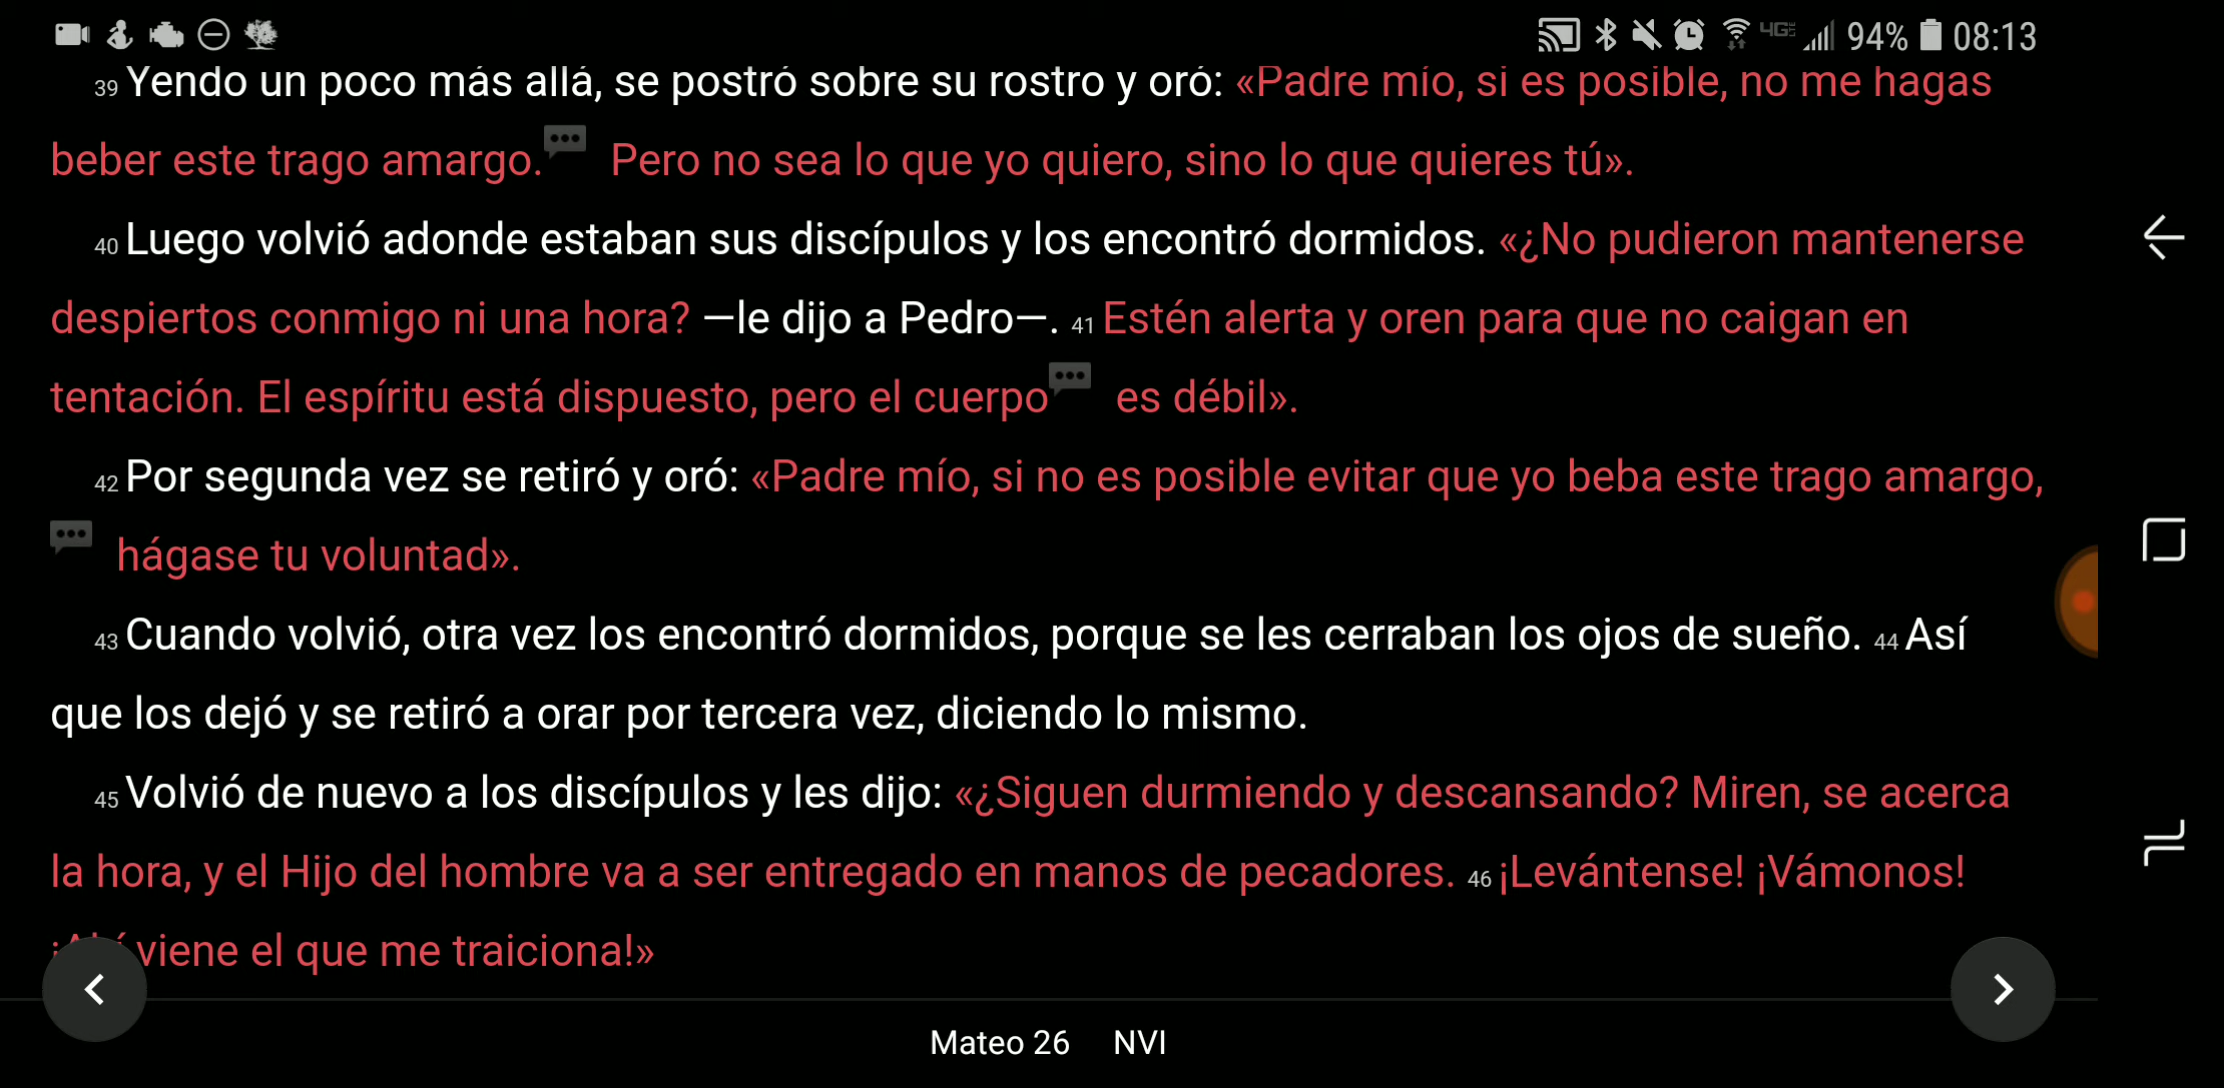 94% 08:13
39 Yendo un poco más allá, se postró sobre su rostro y oró: «Padre mío, si es posible, no me hagas
beber este trago amargo. Pero no sea lo que yo quiero, sino lo que quieres tú».
40 Luego volvió adonde estaban sus discípulos y los encontró dormidos. «¿No pudieron mantenerse
despiertos conmigo ni una hora? —le dijo a Pedro—. 41 Estén alerta y oren para que no caigan en
tentación. El espíritu está dispuesto, pero el cuerpo es débil».
42 Por segunda vez se retiró y oró: «Padre mío, si no es posible evitar que yo beba este trago amargo,
hágase tu voluntad».
43 Cuando volvió, otra vez los encontró dormidos, porque se les cerraban los ojos de sueño. 44 Así
que los dejó y se retiró a orar por tercera vez, diciendo lo mismo.
45 Volvió de nuevo a los discípulos y les dijo: «¿Siguen durmiendo y descansando? Miren, se acerca
la hora, y el Hijo del hombre va a ser entregado en manos de pecadores. 46 ¡Levántense! ¡Vámonos!
viene el que me traiciona!»
Mateo 26 NVI